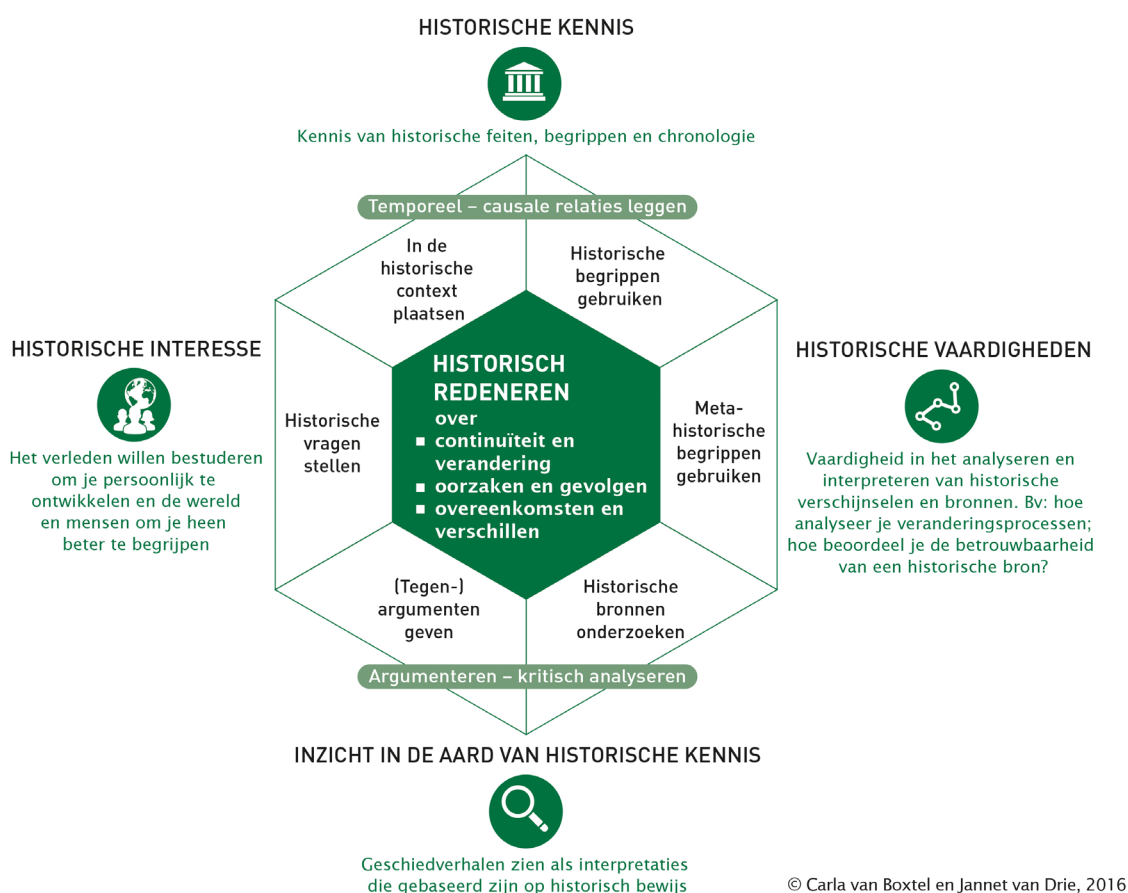 HISTORISCHE KENNIS
Kennis van historische feiten, begrippen en chronologie
Temporeel – causale relaties leggen
In de
historische
context
plaatsen
Historische
begrippen
gebruiken
HISTORISCHE INTERESSE
Het verleden willen bestuderen
om je persoonlijk te
ontwikkelen en de wereld
en mensen om je heen
beter te begrijpen
Historische
vragen
stellen
HISTORISCH
REDENEREN
over
▪ continuïteit en
verandering
▪ oorzaken en gevolgen
▪ overeenkomsten en
verschillen
Meta-
historische
begrippen
gebruiken
HISTORISCHE VAARDIGHEDEN
Vaardigheid in het analyseren en
interpreteren van historische
verschijnselen en bronnen. Bv: hoe
analyseer je veranderingsprocessen;
hoe beoordeel je de betrouwbaarheid
van een historische bron?
(Tegen-)
argumenten
geven
Historische
bronnen
onderzoeken
Argumenteren – kritisch analyseren
INZICHT IN DE AARD VAN HISTORISCHE KENNIS
Geschiedverhalen zien als interpretaties
die gebaseerd zijn op historisch bewijs
© Carla van Boxtel en Jannet van Drie, 2016